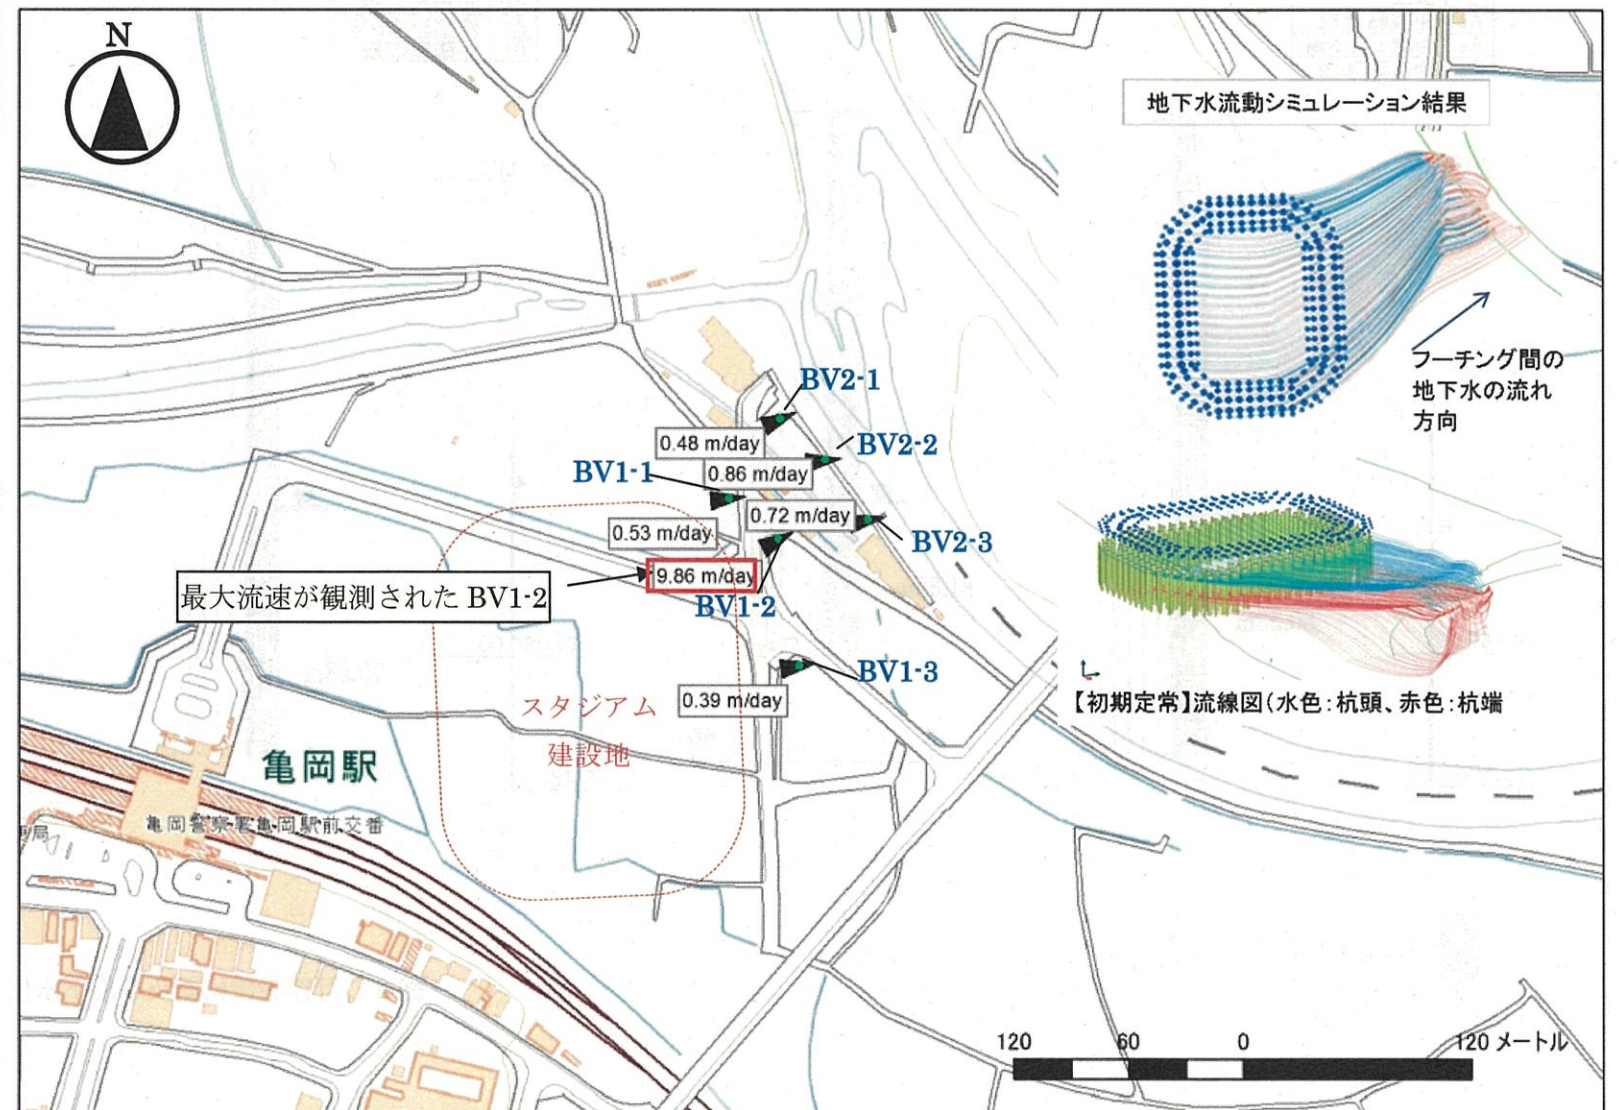 N
地下水流動シミュレーション結果
フーチング間の
地下水の流れ
方向
BV2-1
0.48 m/day
BV2-2
0.86 m/day
BV1-1
0.72 m/day
0.53 m/day
BV2-3
9.86 m/day
最大流速が観測された BV1-2
BV1-2
BV1-3
0.39 m/day
【初期定常】流線図(水色:杭頭、赤色:杭端
スタジアム
建設地
亀岡駅
亀岡警察署亀岡駅前交番
局
120 60 0 120 メートル